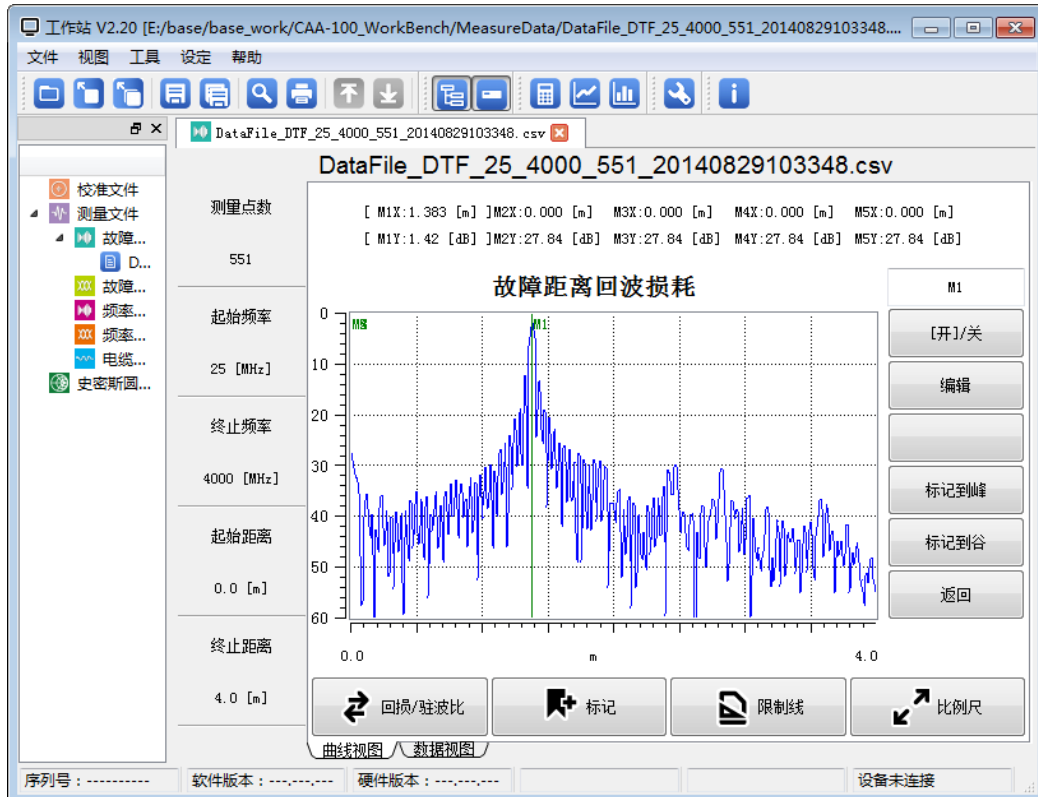 工作站 V2.20 [E:/base/base_work/CAA-100_WorkBench/MeasureData/DataFile_DTF_25_4000_551_20140829103348....
文件 视图 工具 设定 帮助
DataFile_DTF_25_4000_551_20140829103348.csv
校准文件
测量文件
故障...
D...
故障...
频率...
频率...
电缆...
史密斯圆...
测量点数
551
起始频率
25 [MHz]
终止频率
4000 [MHz]
起始距离
0.0 [m]
终止距离
4.0 [m]
DataFile_DTF_25_4000_551_20140829103348.csv
[ M1X:1.383 [m] ]M2X:0.000 [m] M3X:0.000 [m] M4X:0.000 [m] M5X:0.000 [m]
[ M1Y:1.42 [dB] ]M2Y:27.84 [dB] M3Y:27.84 [dB] M4Y:27.84 [dB] M5Y:27.84 [dB]
故障距离回波损耗
M1
0
10
20
30
40
50
60
0.0 m 4.0
M1
[开]/关
编辑
标记到峰
标记到谷
返回
回损/驻波比 标记 限制线 比例尺
曲线视图 数据视图
序列号：---------- 软件版本：---.---.--- 硬件版本：---.---.--- 设备未连接